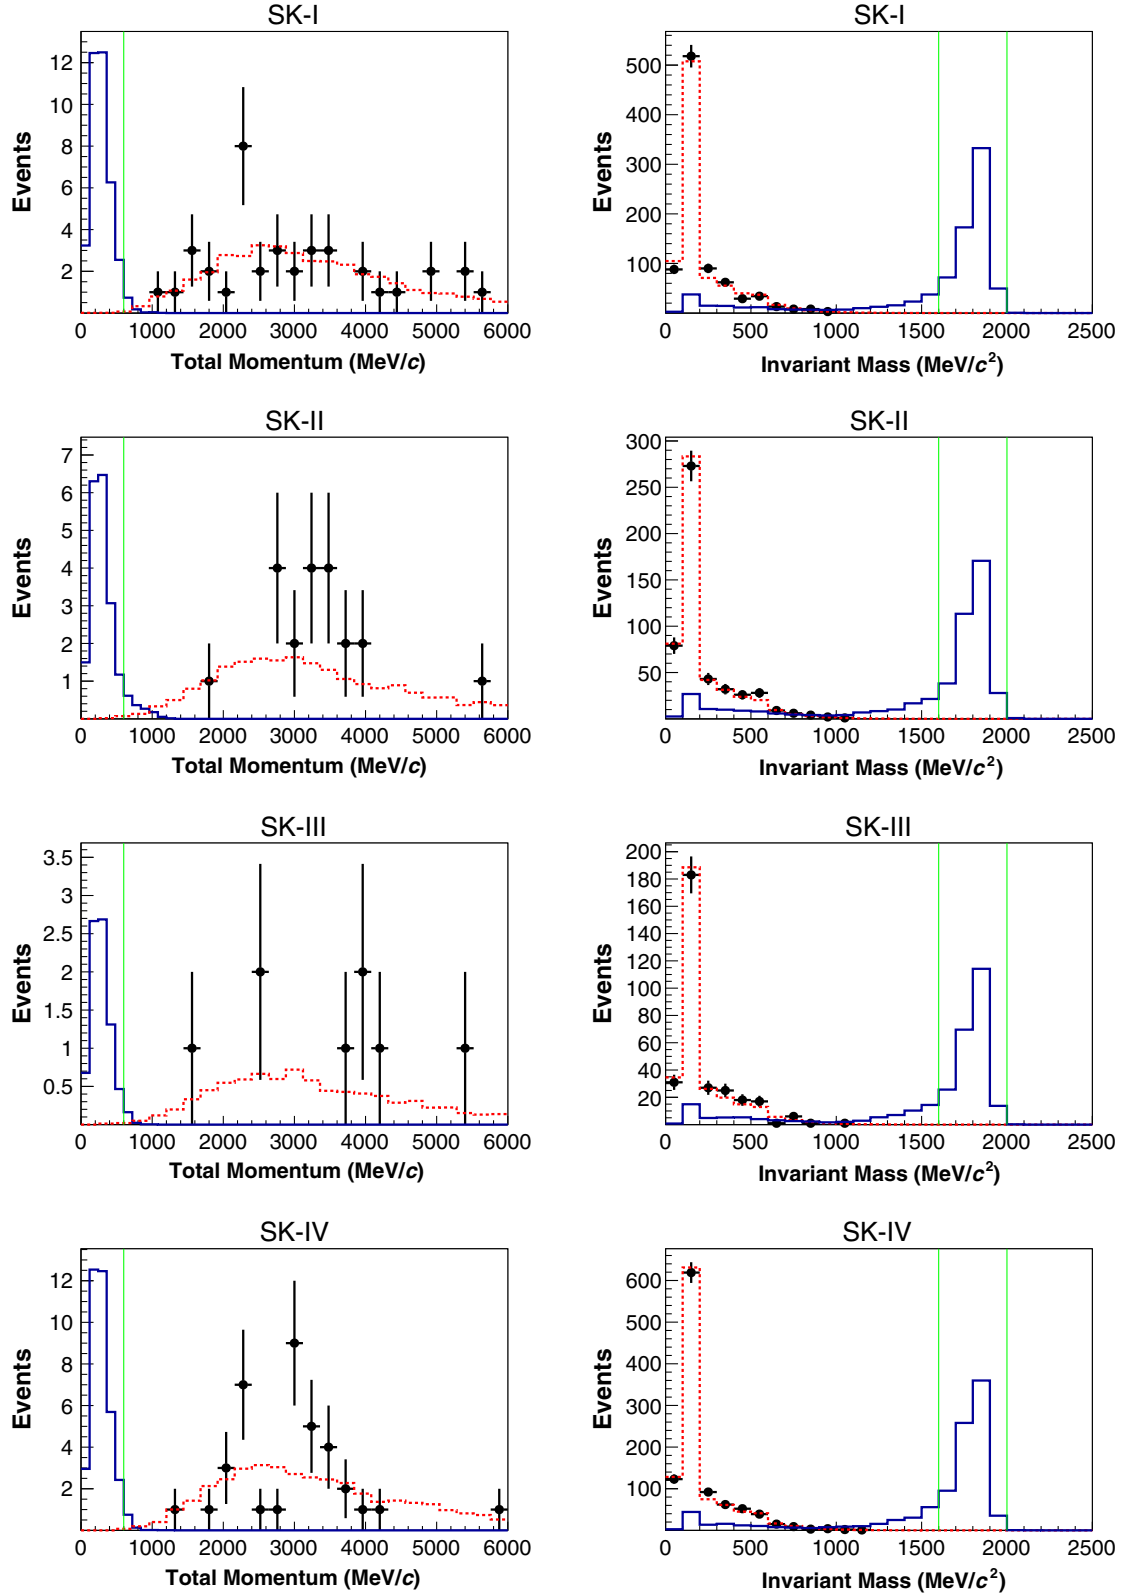 SK-I
12
10
8
6
4
2
Events
0 1000 2000 3000 4000 5000 6000
Total Momentum (MeV/c)
SK-I
500
400
300
200
100
Events
0 500 1000 1500 2000 2500
Invariant Mass (MeV/c²)
SK-II
7
6
5
4
3
2
1
Events
0 1000 2000 3000 4000 5000 6000
Total Momentum (MeV/c)
SK-II
300
250
200
150
100
50
Events
0 500 1000 1500 2000 2500
Invariant Mass (MeV/c²)
SK-III
3.5
3
2.5
2
1.5
1
0.5
Events
0 1000 2000 3000 4000 5000 6000
Total Momentum (MeV/c)
SK-III
200
180
160
140
120
100
80
60
40
20
Events
0 500 1000 1500 2000 2500
Invariant Mass (MeV/c²)
SK-IV
12
10
8
6
4
2
Events
0 1000 2000 3000 4000 5000 6000
Total Momentum (MeV/c)
SK-IV
600
500
400
300
200
100
Events
0 500 1000 1500 2000 2500
Invariant Mass (MeV/c²)